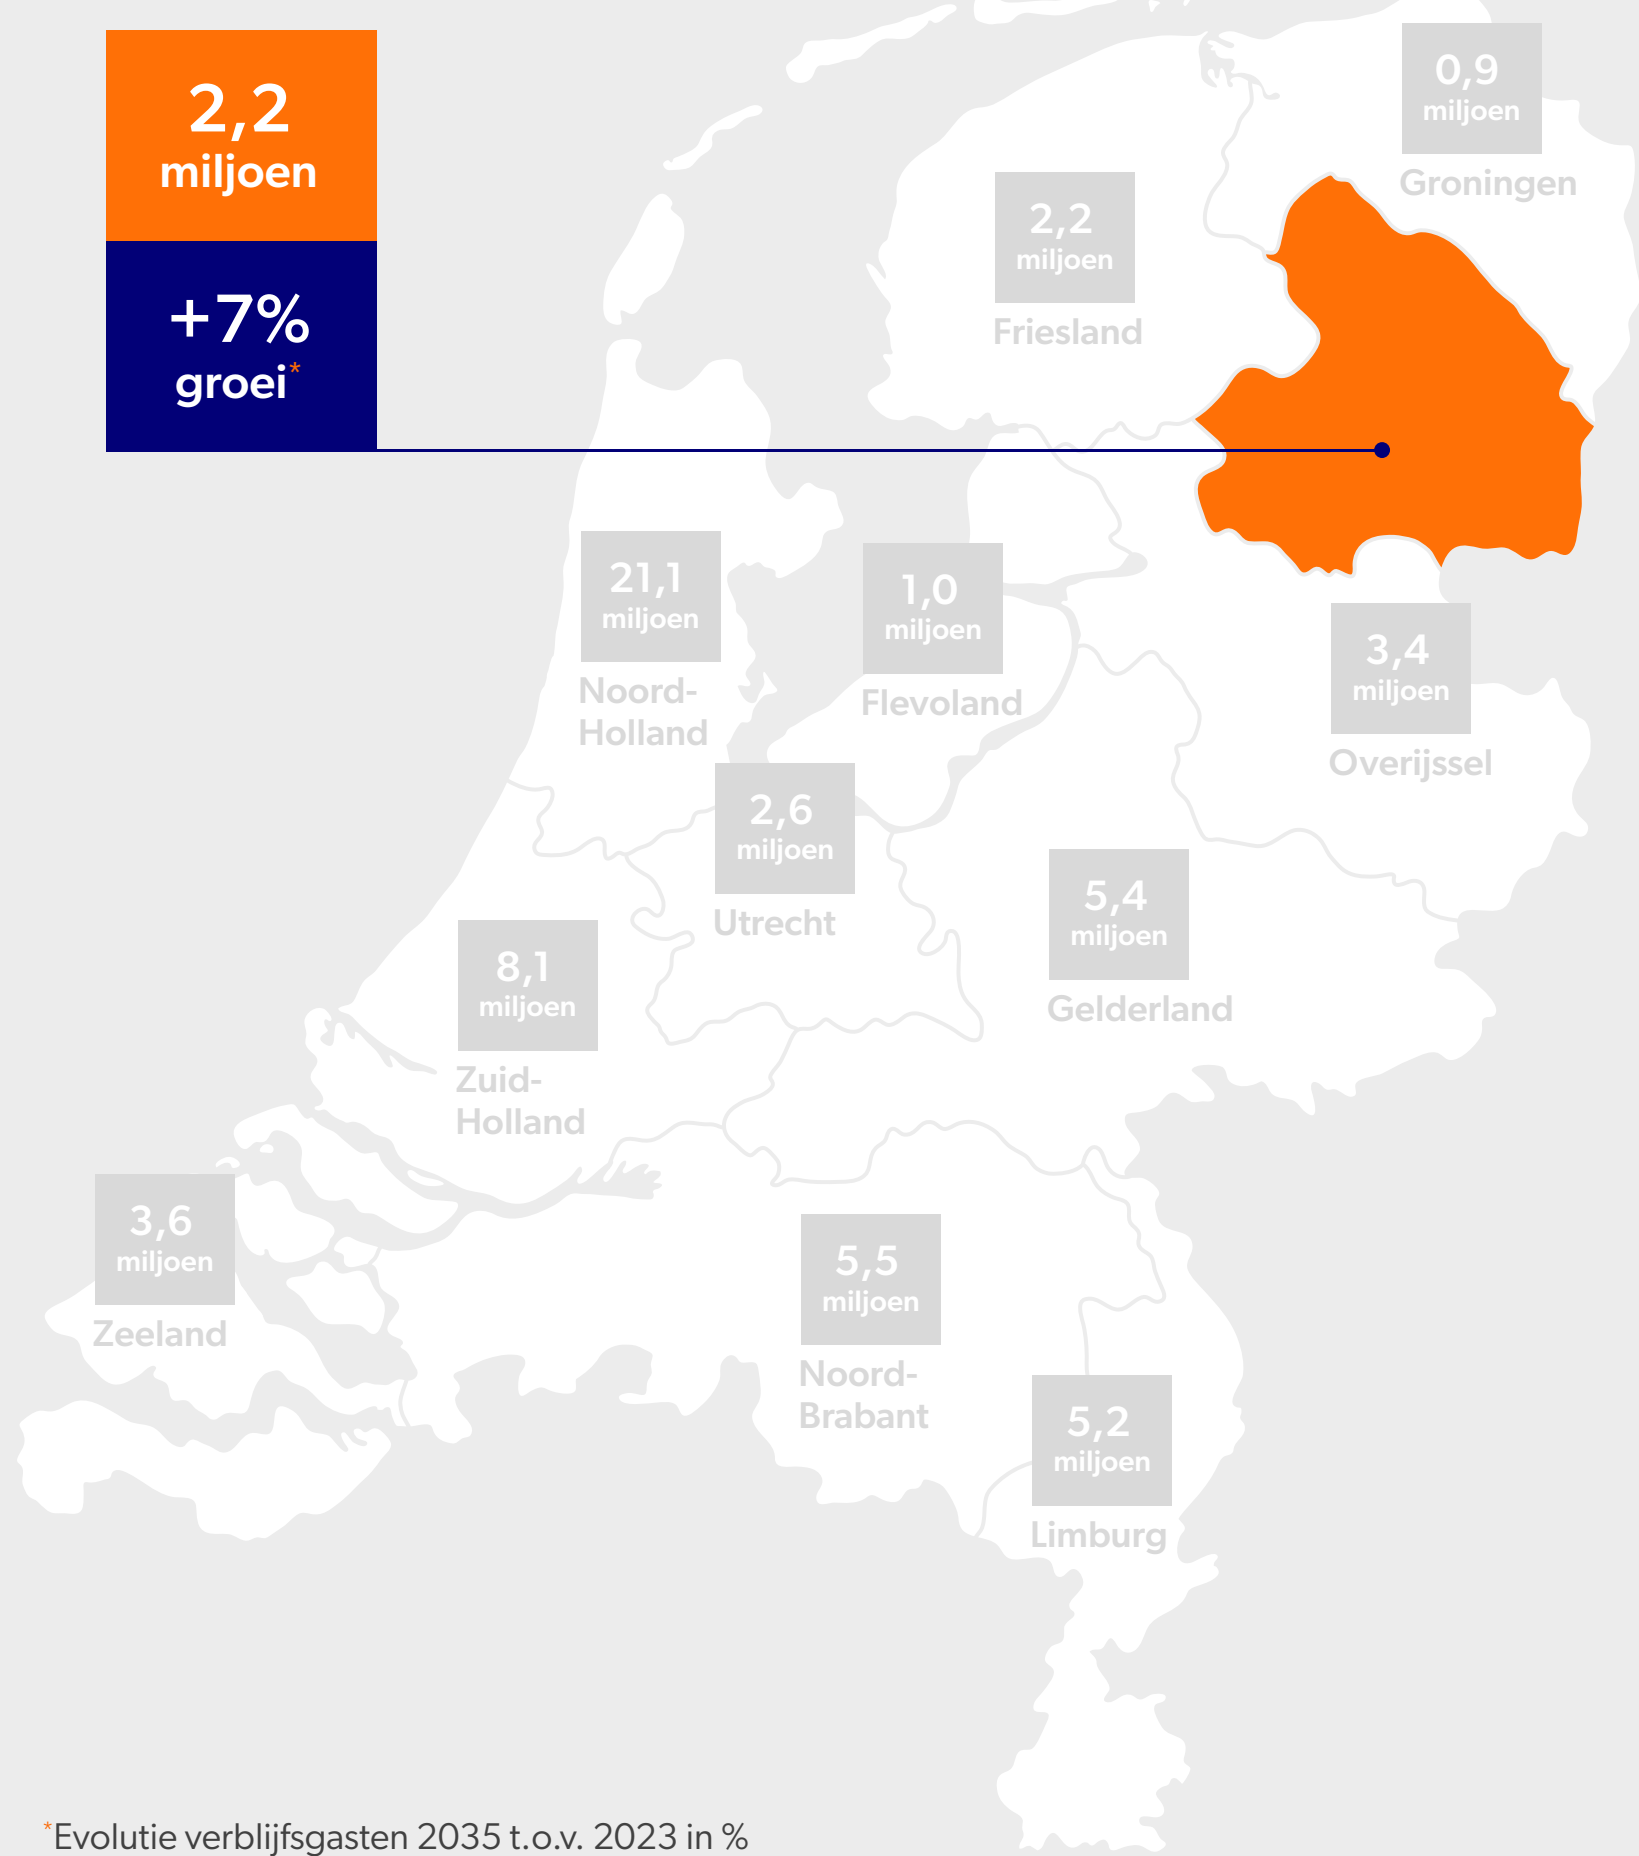 2,2
miljoen
+7%
groei*
0,9
miljoen
Groningen
2,2
miljoen
Friesland
21,1
miljoen
Noord-
Holland
1,0
miljoen
Flevoland
3,4
miljoen
Overijssel
2,6
miljoen
Utrecht
5,4
miljoen
Gelderland
8,1
miljoen
Zuid-
Holland
3,6
miljoen
Zeeland
5,5
miljoen
Noord-
Brabant
5,2
miljoen
Limburg
*Evolutie verblijfsgasten 2035 t.o.v. 2023 in %